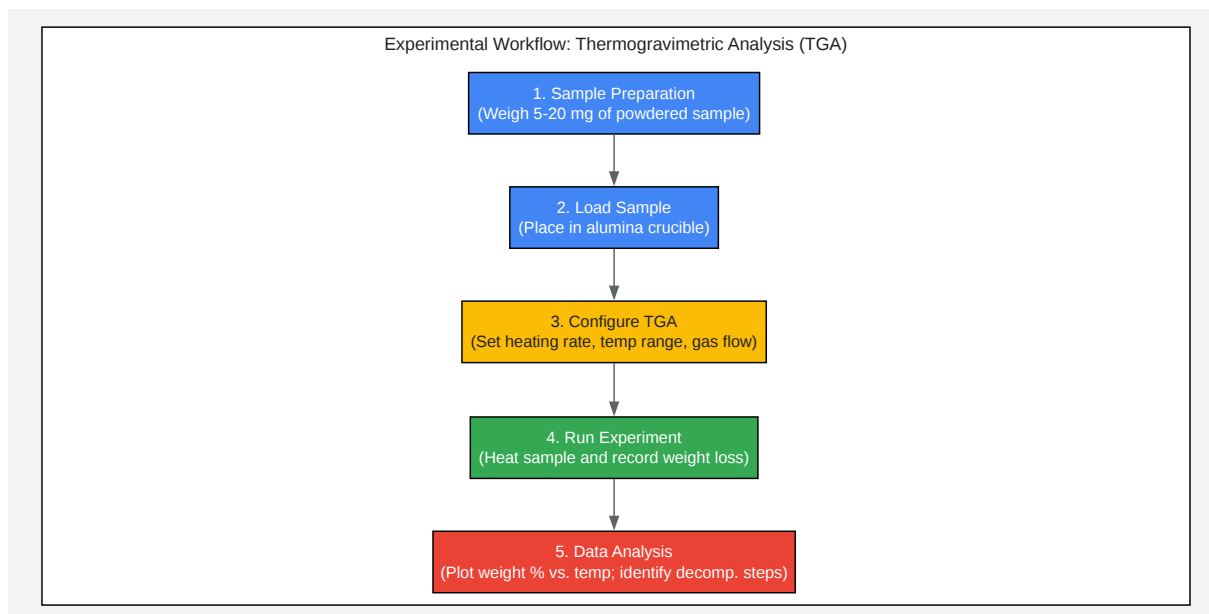 Experimental Workflow: Thermogravimetric Analysis (TGA)
1. Sample Preparation
(Weigh 5-20 mg of powdered sample)
2. Load Sample
(Place in alumina crucible)
3. Configure TGA
(Set heating rate, temp range, gas flow)
4. Run Experiment
(Heat sample and record weight loss)
5. Data Analysis
(Plot weight % vs. temp; identify decomp. steps)